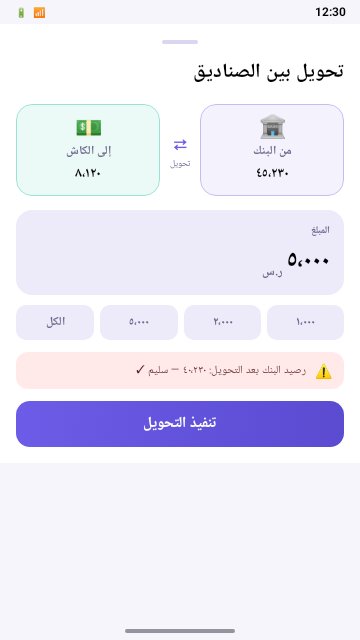 12:30
تحويل بين الصناديق
من البنك
٤٥،٢٣٠
تحويل
إلى الكاش
٨،١٢٠
المبلغ
٥،٠٠٠ ر.س
١،٠٠٠
٢،٠٠٠
٥،٠٠٠
الكل
رصيد البنك بعد التحويل: ٤٠،٢٣٠ — سليم ✓
تنفيذ التحويل